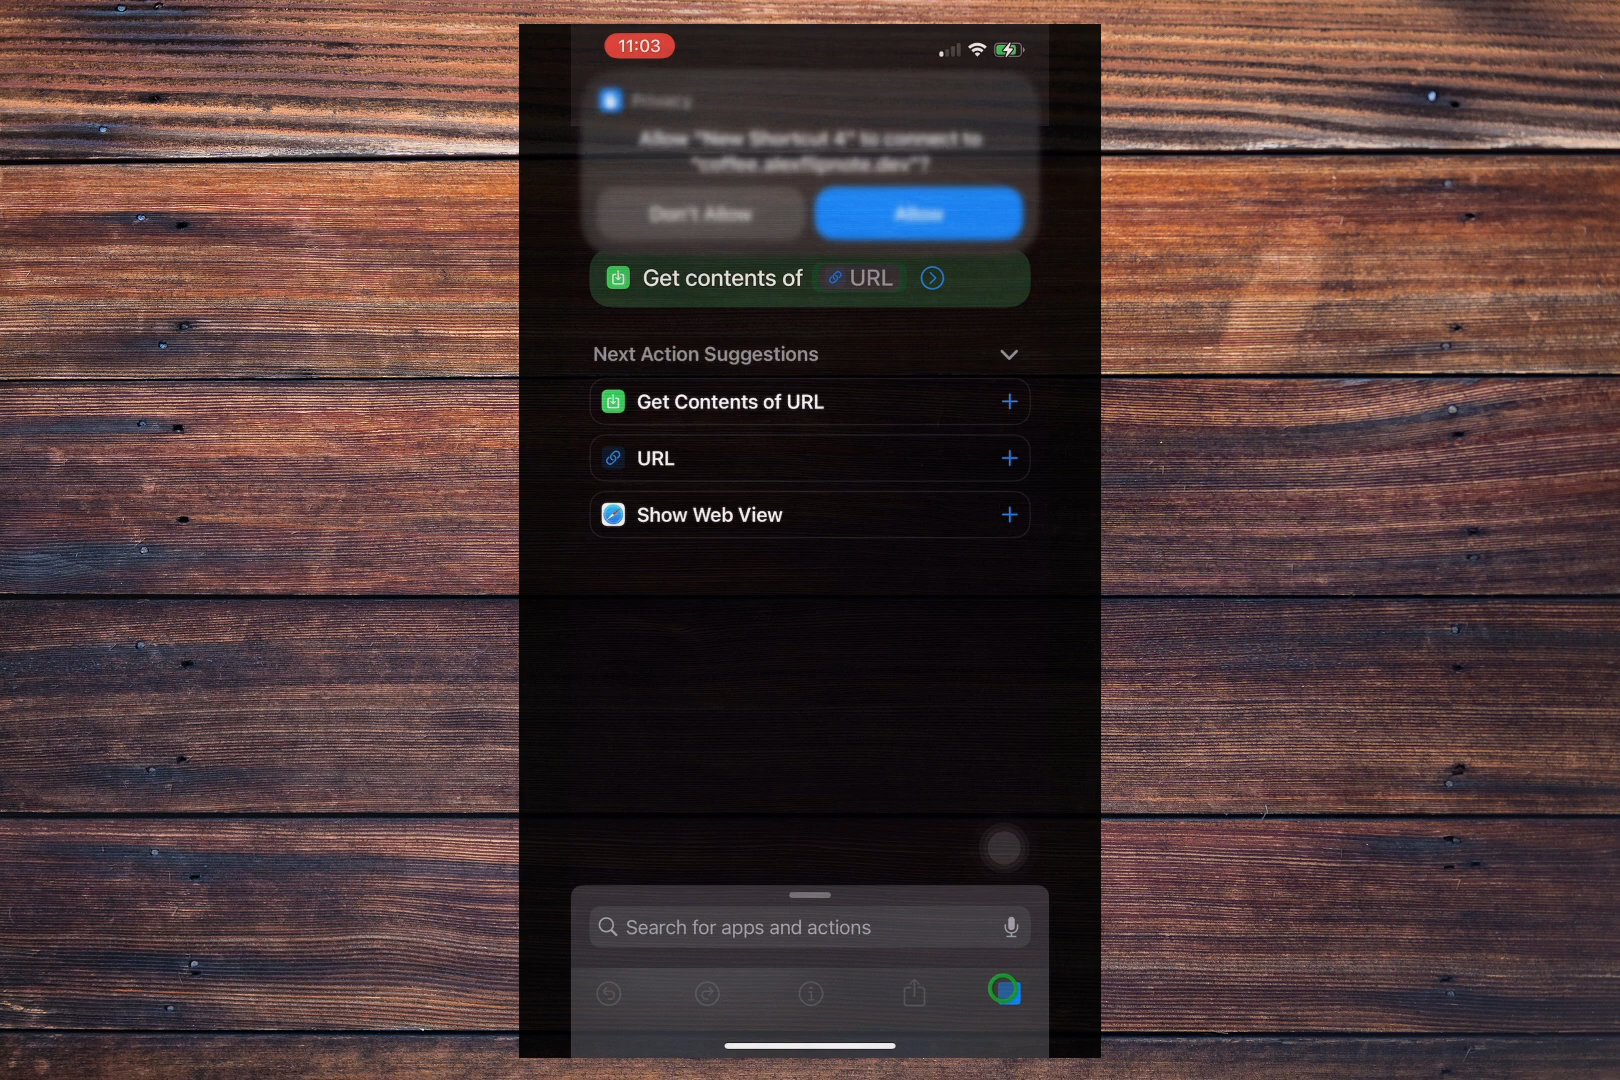 11:03
Privacy
Allow "New Shortcut 4" to connect to
"coffee.alexflipnote.dev"?
Don't Allow
Allow
Get contents of URL
Next Action Suggestions
Get Contents of URL
URL
Show Web View
Search for apps and actions